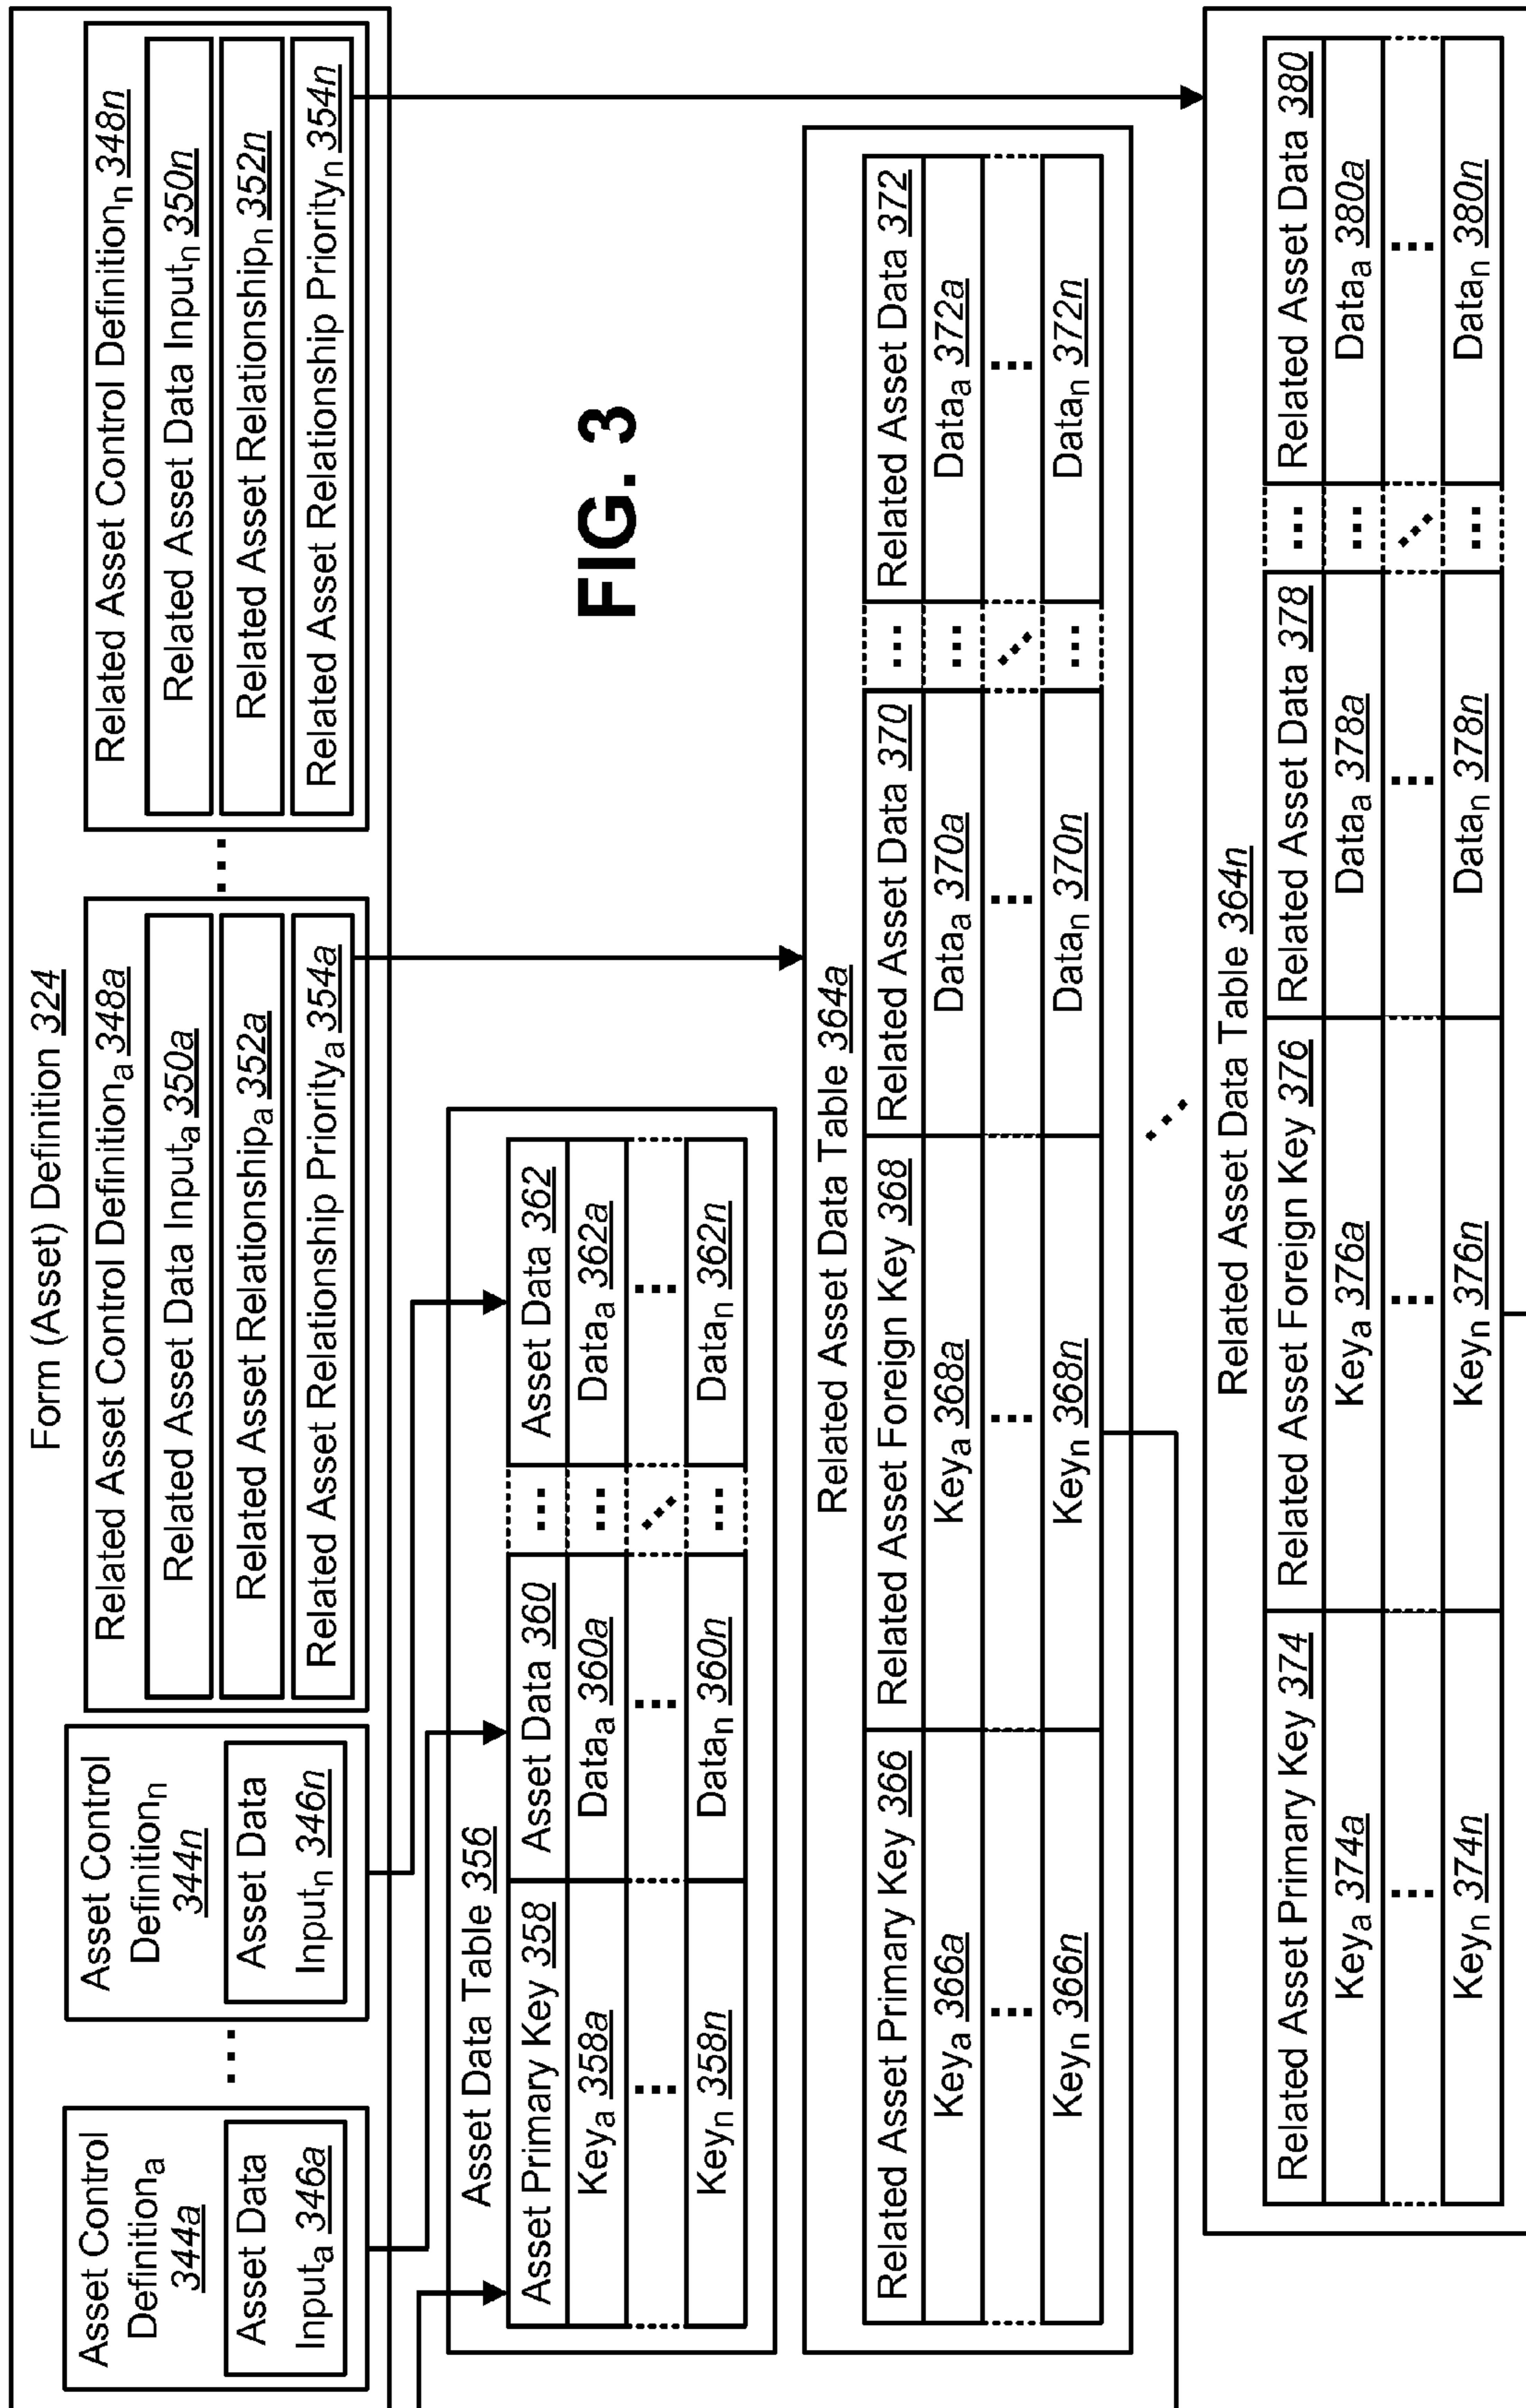 Form (Asset) Definition 324
Asset Control
Definitiona
344a
Asset Data
Inputa 346a
...
Asset Control
Definitionn
344n
Asset Data
Inputn 346n
Related Asset Control Definitiona 348a
Related Asset Data Inputa 350a
Related Asset Relationshipa 352a
Related Asset Relationship Prioritya 354a
...
Related Asset Control Definitionn 348n
Related Asset Data Inputn 350n
Related Asset Relationshipn 352n
Related Asset Relationship Priorityn 354n
Asset Data Table 356
Asset Primary Key 358 Asset Data 360 ... Asset Data 362
Keya 358a Dataa 360a ... Dataa 362a
... ... ... ...
Keyn 358n Datan 360n ... Datan 362n
FIG. 3
Related Asset Data Table 364a
Related Asset Primary Key 366 Related Asset Foreign Key 368 Related Asset Data 370 ... Related Asset Data 372
Keya 366a Keya 368a Dataa 370a ... Dataa 372a
... ... ... ... ...
Keyn 366n Keyn 368n Datan 370n ... Datan 372n
...
Related Asset Data Table 364n
Related Asset Primary Key 374 Related Asset Foreign Key 376 Related Asset Data 378 ... Related Asset Data 380
Keya 374a Keya 376a Dataa 378a ... Dataa 380a
... ... ... ... ...
Keyn 374n Keyn 376n Datan 378n ... Datan 380n